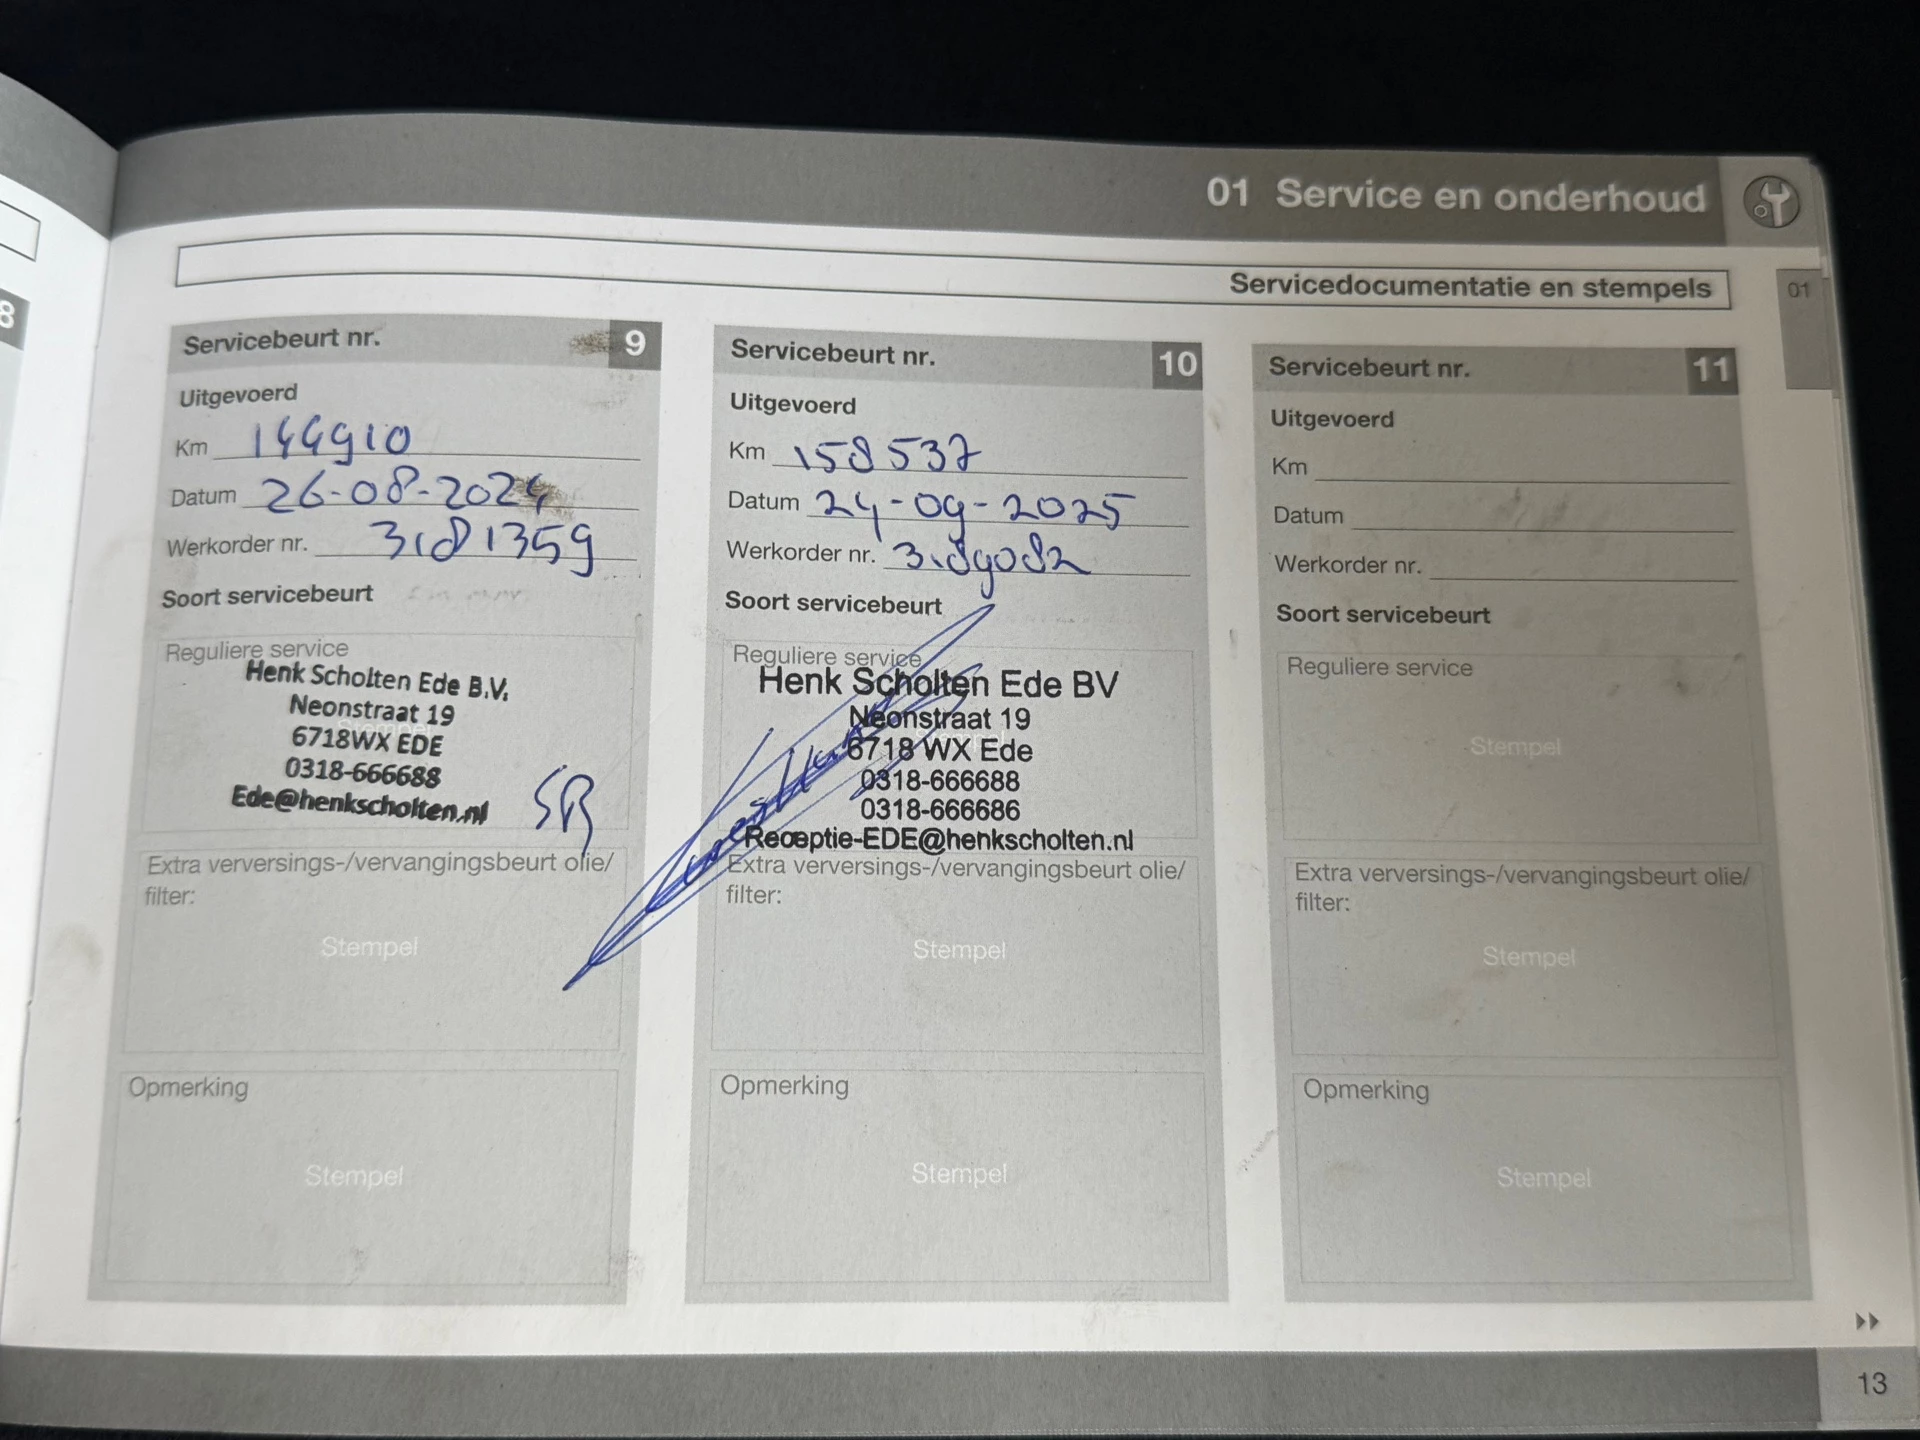 8
01 Service en onderhoud
Servicedocumentatie en stempels
01
Servicebeurt nr. 9
Uitgevoerd
Km 144910
Datum 26-08-2024
Werkorder nr. 3181359
Soort servicebeurt
Reguliere service
Henk Scholten Ede B.V.
Neonstraat 19
Stempel
6718WX EDE
0318-666688
Ede@henkscholten.nl
SB
Extra verversings-/vervangingsbeurt olie/
filter:
Stempel
Opmerking
Stempel
Servicebeurt nr. 10
Uitgevoerd
Km 158537
Datum 24-09-2025
Werkorder nr. 3189082
Soort servicebeurt
Reguliere service
Henk Scholten Ede BV
Neonstraat 19
Stempel
6718 WX Ede
0318-666688
0318-666686
Receptie-EDE@henkscholten.nl
Extra verversings-/vervangingsbeurt olie/
filter:
Stempel
Opmerking
Stempel
Servicebeurt nr. 11
Uitgevoerd
Km
Datum
Werkorder nr.
Soort servicebeurt
Reguliere service
Stempel
Extra verversings-/vervangingsbeurt olie/
filter:
Stempel
Opmerking
Stempel
13